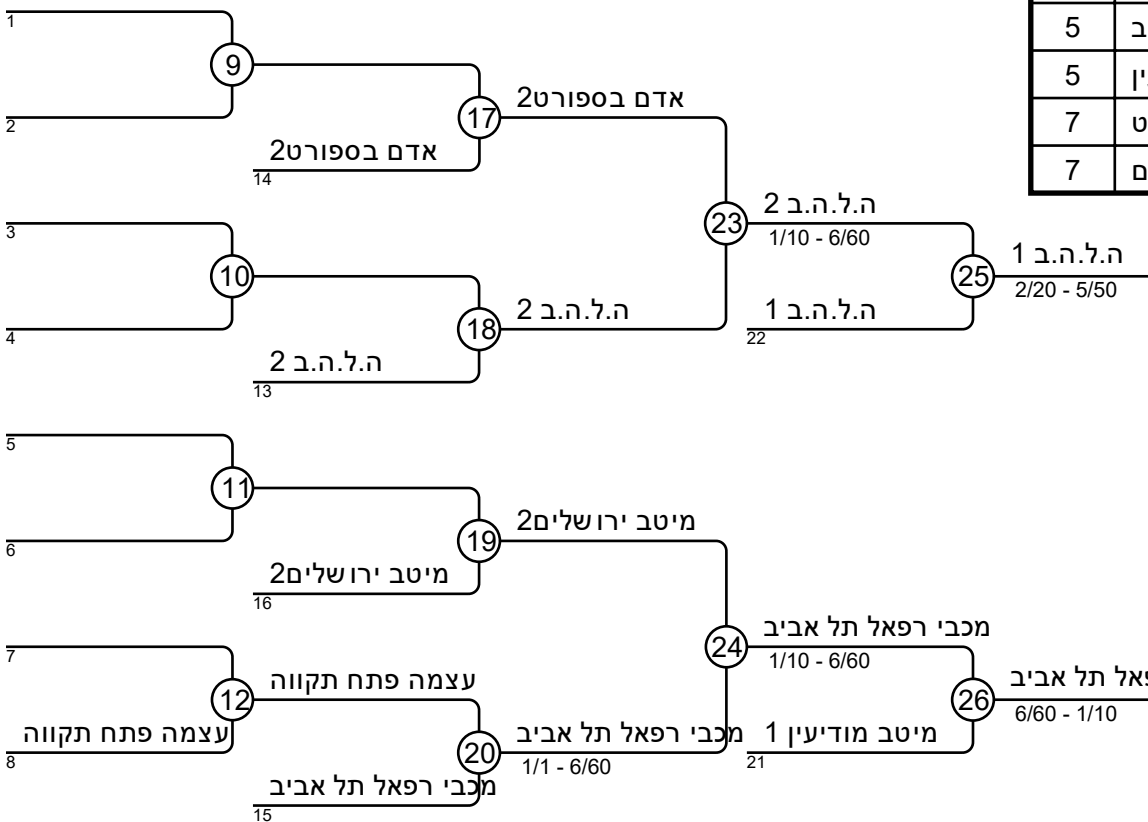 1
9
2
14
אדם בספורט2
17
אדם בספורט2
3
10
4
13
ה.ל.ה.ב 2
18
ה.ל.ה.ב 2
23
ה.ל.ה.ב 2
1/10 - 6/60
22
ה.ל.ה.ב 1
25
ה.ל.ה.ב 1
2/20 - 5/50
5
11
6
16
מיטב ירושלים2
19
מיטב ירושלים2
7
12
8
עצמה פתח תקווה
עצמה פתח תקווה
15
מכבי רפאל תל אביב
20
מכבי רפאל תל אביב
1/1 - 6/60
24
מכבי רפאל תל אביב
1/10 - 6/60
21
מיטב מודיעין 1
26
תל אביב
6/60 - 1/10
5
5
7
7